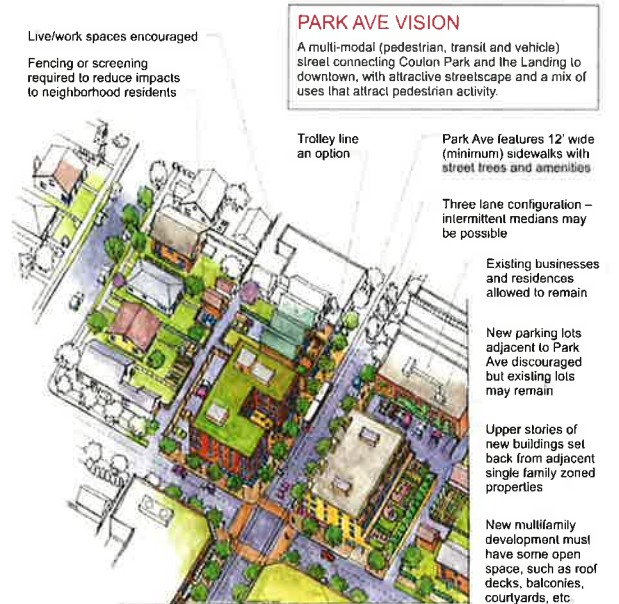 PARK AVE VISION
A multi-modal (pedestrian, transit and vehicle)
street connecting Coulon Park and the Landing to
downtown, with attractive streetscape and a mix of
uses that attract pedestrian activity.
Live/work spaces encouraged
Fencing or screening
required to reduce impacts
to neighborhood residents
Trolley line
an option
Park Ave features 12' wide
(minimum) sidewalks with
street trees and amenities
Three lane configuration –
intermittent medians may
be possible
Existing businesses
and residences
allowed to remain
New parking lots
adjacent to Park
Ave discouraged
but existing lots
may remain
Upper stories of
new buildings set
back from adjacent
single family zoned
properties
New multifamily
development must
have some open
space, such as roof
decks, balconies,
courtyards, etc